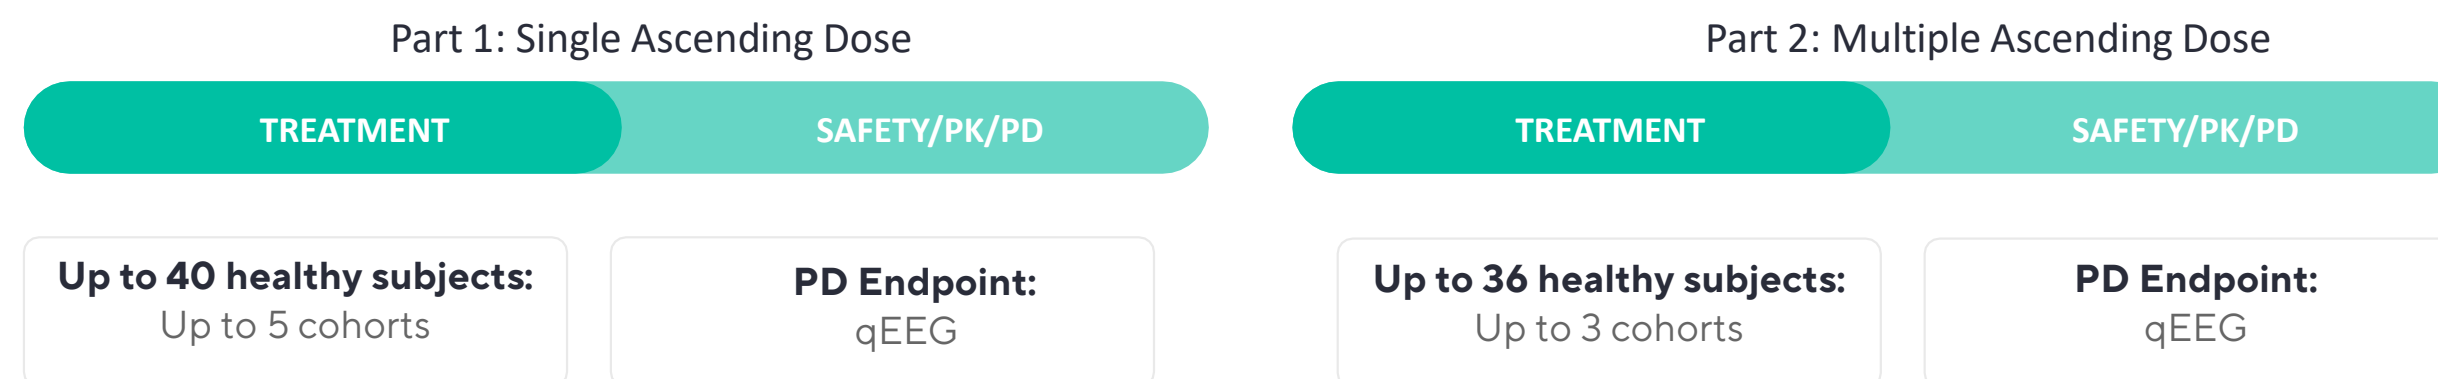 Part 1: Single Ascending Dose
TREATMENT
SAFETY/PK/PD
Up to 40 healthy subjects:
Up to 5 cohorts
PD Endpoint:
qEEG
Part 2: Multiple Ascending Dose
TREATMENT
SAFETY/PK/PD
Up to 36 healthy subjects:
Up to 3 cohorts
PD Endpoint:
qEEG